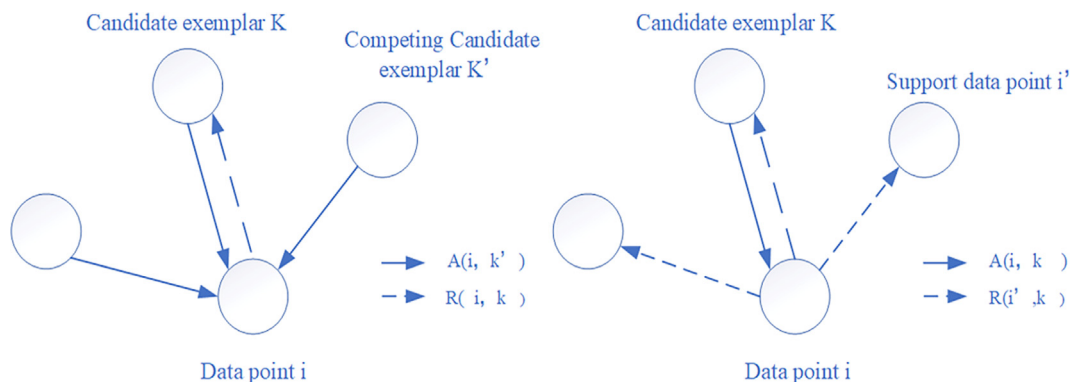 Candidate exemplar K
Competing Candidate
exemplar K’
A(i, k’ )
R( i, k )
Data point i
Candidate exemplar K
Support data point i’
A(i, k )
R(i’ ,k )
Data point i